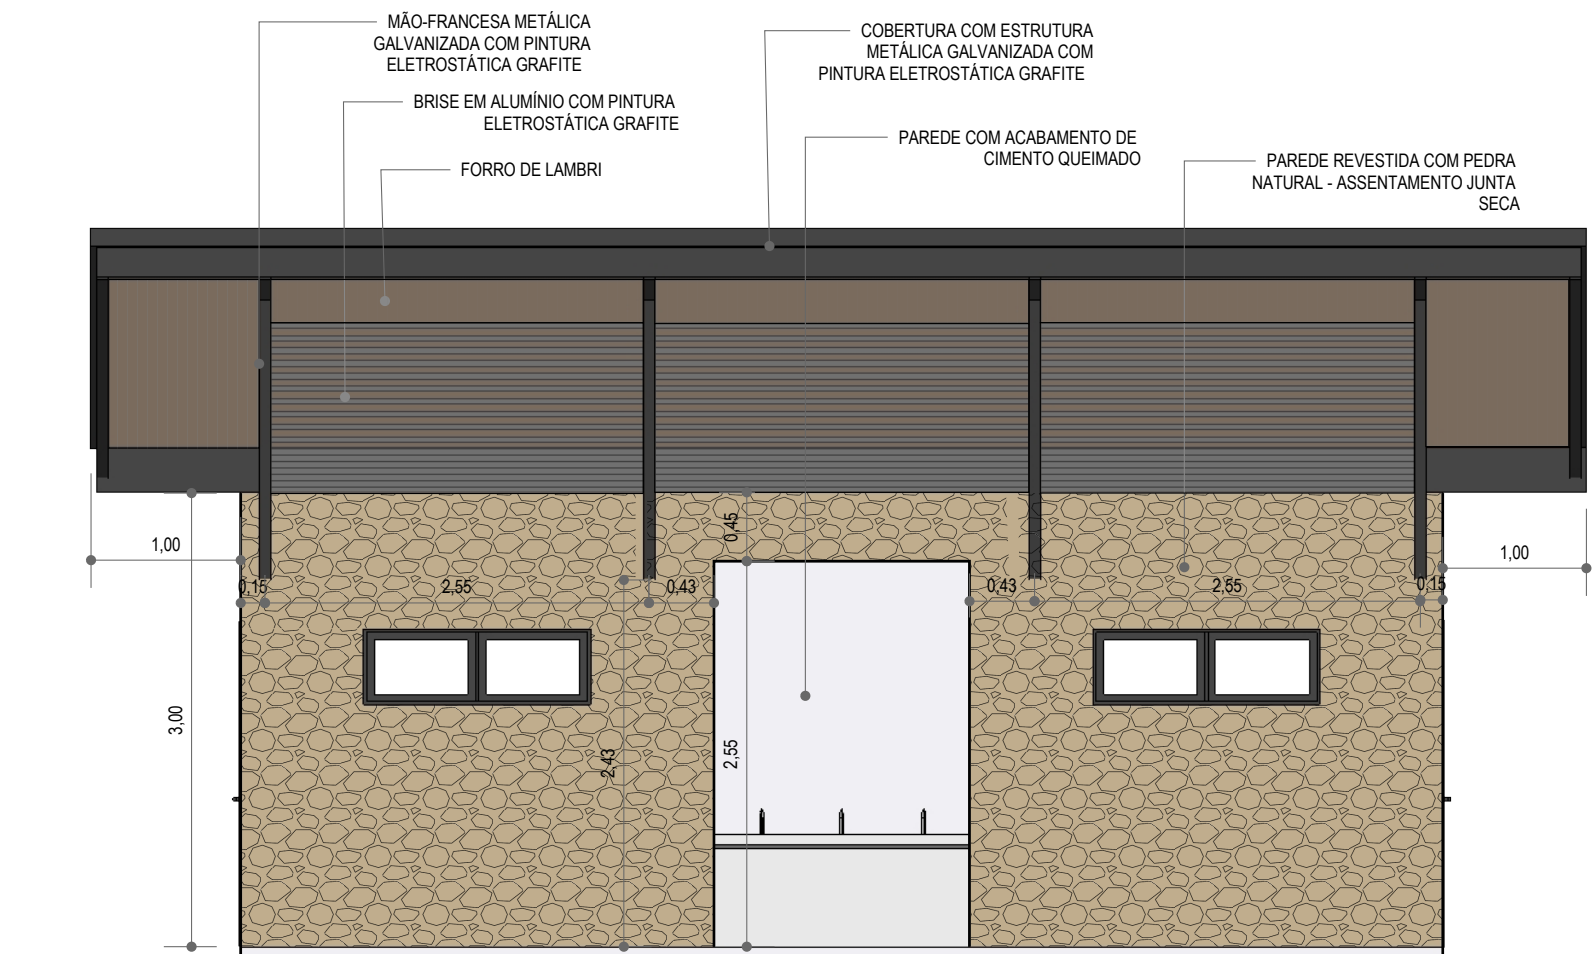 MÃO-FRANCESA METÁLICA
GALVANIZADA COM PINTURA
ELETROSTÁTICA GRAFITE
COBERTURA COM ESTRUTURA
METÁLICA GALVANIZADA COM
PINTURA ELETROSTÁTICA GRAFITE
BRISE EM ALUMÍNIO COM PINTURA
ELETROSTÁTICA GRAFITE
PAREDE COM ACABAMENTO DE
CIMENTO QUEIMADO
FORRO DE LAMBRI
PAREDE REVESTIDA COM PEDRA
NATURAL - ASSENTAMENTO JUNTA
SECA
1,00
0,45
1,00
0,15
2,55
0,43
0,43
2,55
0,15
3,00
2,43
2,55